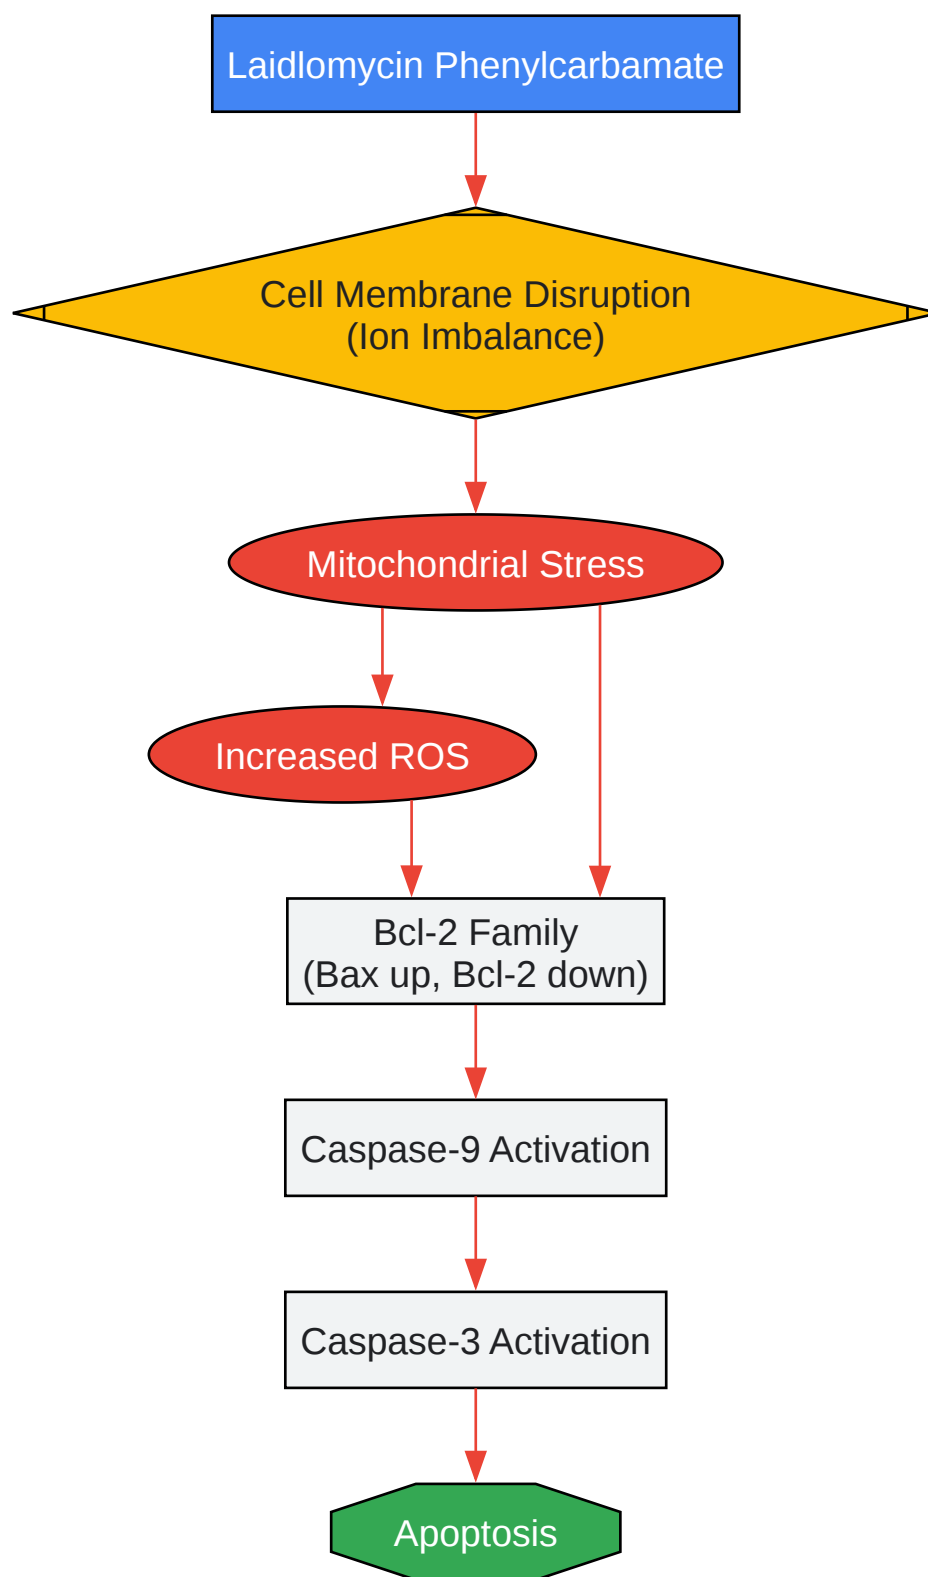 Laidlomycin Phenylcarbamate
Cell Membrane Disruption
(Ion Imbalance)
Mitochondrial Stress
Increased ROS
Bcl-2 Family
(Bax up, Bcl-2 down)
Caspase-9 Activation
Caspase-3 Activation
Apoptosis